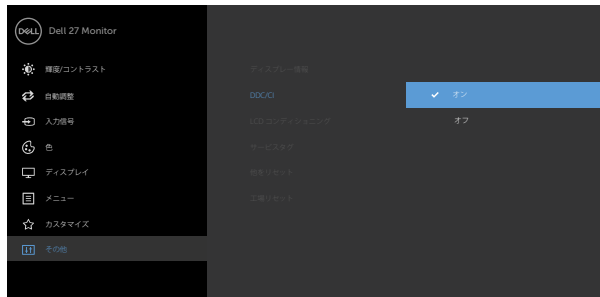 DELL Dell 27 Monitor
輝度/コントラスト
自動調整
入力信号
色
ディスプレイ
メニュー
カスタマイズ
その他
ディスプレー情報
DDC/CI
LCD コンディショニング
サービスタグ
他をリセット
工場リセット
オン
オフ